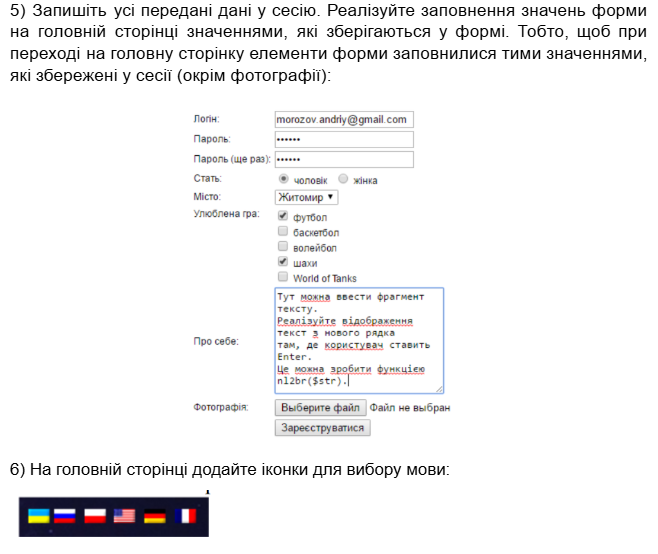 5) Запишіть усі передані дані у сесію. Реалізуйте заповнення значень форми
на головній сторінці значеннями, які зберігаються у формі. Тобто, щоб при
переході на головну сторінку елементи форми заповнилися тими значеннями,
які збережені у сесії (окрім фотографії):
Логін: morozov.andriy@gmail.com
Пароль: ••••••
Пароль (ще раз): ••••••
Стать: чоловік жінка
Місто: Житомир ▼
Улюблена гра: футбол
баскетбол
волейбол
шахи
World of Tanks
Про себе:
Тут можна ввести фрагмент
тексту.
Реалізуйте відображення
текст з нового рядка
там, де користувач ставить
Enter.
Це можна зробити функцією
nl2br($str).
Фотографія: Выберите файл Файл не выбран
Зареєструватися
6) На головній сторінці додайте іконки для вибору мови: